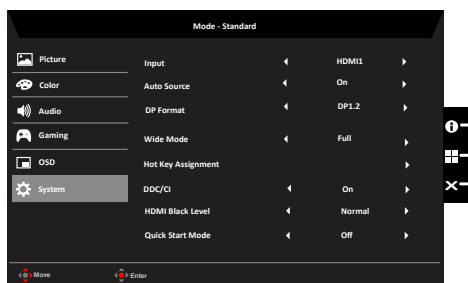 Mode - Standard
Picture
Color
Audio
Gaming
OSD
System
Input HDMI1
Auto Source On
DP Format DP1.2
Wide Mode Full
Hot Key Assignment
DDC/CI On
HDMI Black Level Normal
Quick Start Mode Off
Move Enter